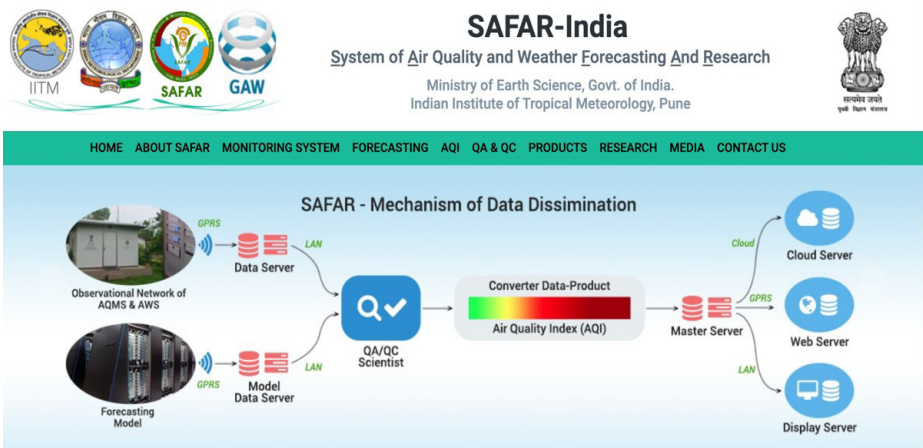 SAFAR-India
System of Air Quality and Weather Forecasting And Research
Ministry of Earth Science, Govt. of India.
Indian Institute of Tropical Meteorology, Pune
IITM
SAFAR
GAW
सत्यमेव जयते
पृथ्वी विज्ञान मंत्रालय
HOME ABOUT SAFAR MONITORING SYSTEM FORECASTING AQI QA & QC PRODUCTS RESEARCH MEDIA CONTACT US
SAFAR - Mechanism of Data Dissimination
GPRS
LAN
Data Server
Observational Network of
AQMS & AWS
GPRS
LAN
Model
Data Server
Forecasting
Model
QA/QC
Scientist
Converter Data-Product
Air Quality Index (AQI)
Master Server
Cloud
Cloud Server
GPRS
Web Server
LAN
Display Server